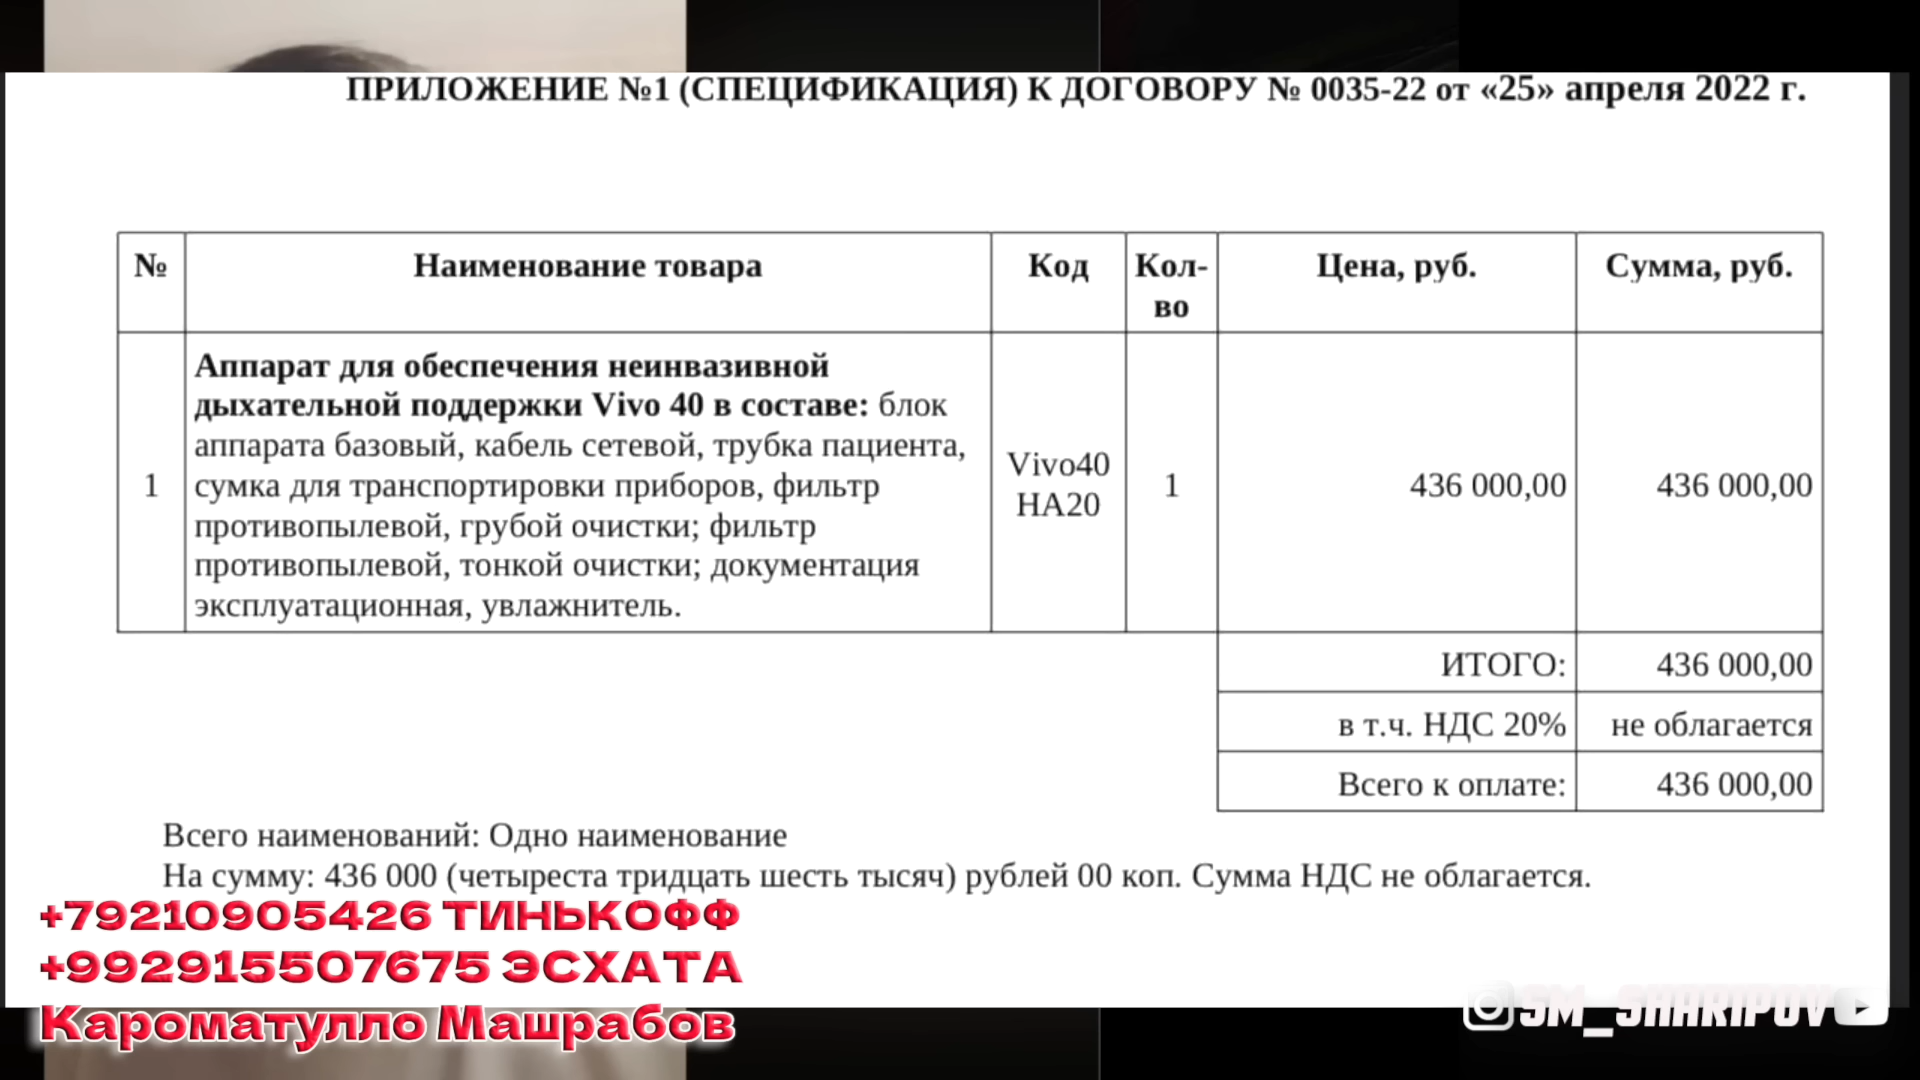 ПРИЛОЖЕНИЕ №1 (СПЕЦИФИКАЦИЯ) К ДОГОВОРУ № 0035-22 от «25» апреля 2022 г.
№ Наименование товара Код Кол-во Цена, руб. Сумма, руб.
Аппарат для обеспечения неинвазивной
дыхательной поддержки Vivo 40 в составе: блок
аппарата базовый, кабель сетевой, трубка пациента,
1 сумка для транспортировки приборов, фильтр Vivo40 HA20 1 436 000,00 436 000,00
противопылевой, грубой очистки; фильтр
противопылевой, тонкой очистки; документация
эксплуатационная, увлажнитель.
ИТОГО: 436 000,00
в т.ч. НДС 20% не облагается
Всего к оплате: 436 000,00
Всего наименований: Одно наименование
На сумму: 436 000 (четыреста тридцать шесть тысяч) рублей 00 коп. Сумма НДС не облагается.
+79210905426 ТИНЬКОФФ
+992915507675 ЭСХАТА
Кароматулло Машрабов
SM_SHARIPOV